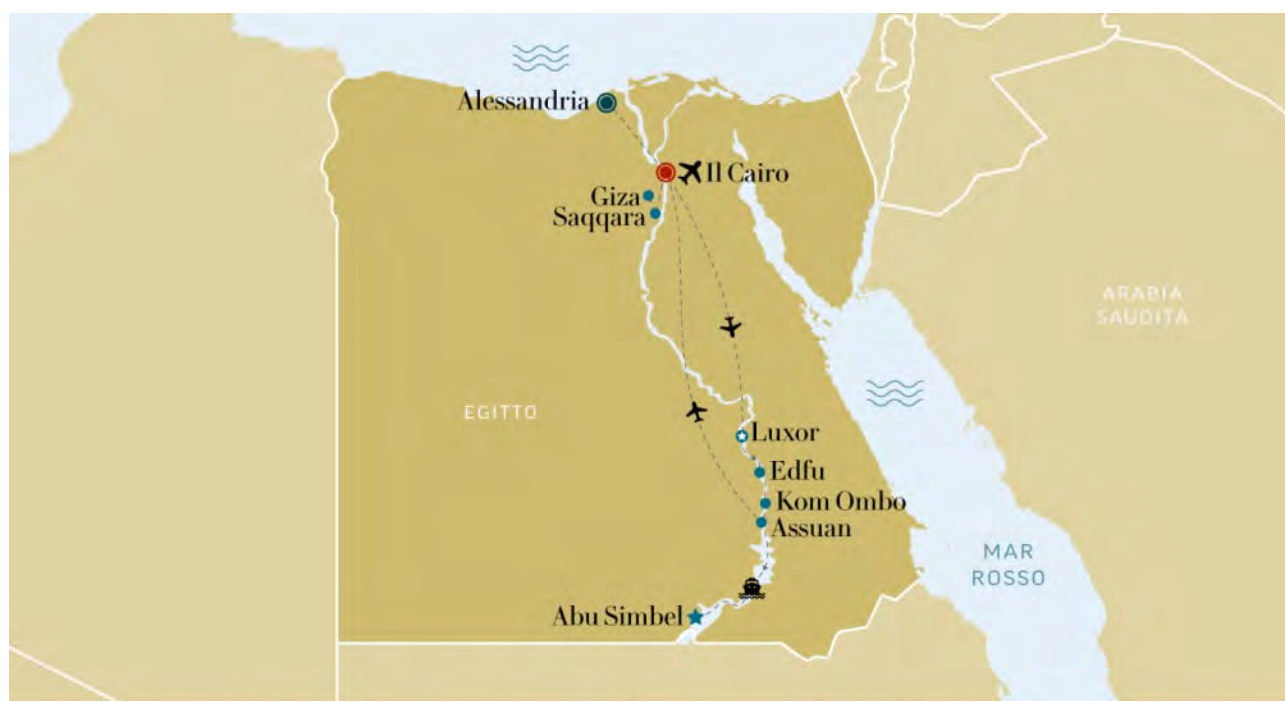 Alessandria
Il Cairo
Giza
Saqqara
ARABIA
SAUDITA
EGITTO
Luxor
Edfu
Kom Ombo
Assuan
MAR
ROSSO
Abu Simbel